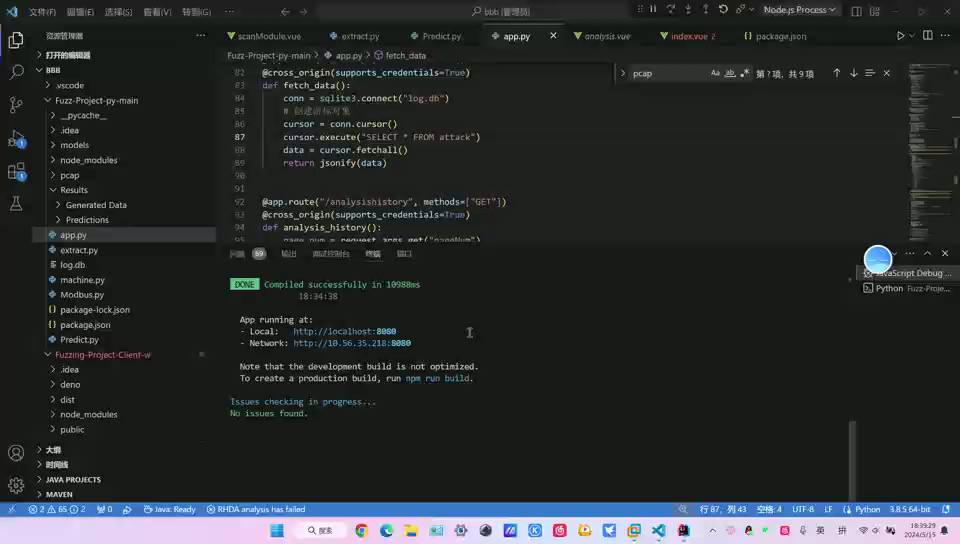 文件(F) 编辑(E) 选择(S) 查看(V) 转到(G) ··· bbb [管理员] Node.js Process
资源管理器 ··· scanModule.vue extract.py Predict.py app.py analysis.vue index.vue 2 package.json
打开的编辑器 Fuzz-Project-py-main > app.py > fetch_data
BBB
.vscode
Fuzz-Project-py-main
__pycache__
.idea
models
node_modules
pcap
Results
Generated Data
Predictions
app.py
extract.py
log.db
machine.py
Modbus.py
package-lock.json
package.json
Predict.py
Fuzzing-Project-Client-w
.idea
deno
dist
node_modules
public
大纲
时间线
JAVA PROJECTS
MAVEN
pcap Aa ab 第 ? 项, 共 9 项
82 @cross_origin(supports_credentials=True)
83 def fetch_data():
84 conn = sqlite3.connect("log.db")
85 # 创建游标对象
86 cursor = conn.cursor()
87 cursor.execute("SELECT * FROM attack")
88 data = cursor.fetchall()
89 return jsonify(data)
90
91
92 @app.route("/analysishistory", methods=["GET"])
93 @cross_origin(supports_credentials=True)
94 def analysis_history():
95 page_num = request.args.get("pageNum")
问题 69 输出 调试控制台 终端 端口
JavaScript Debug ...
Python Fuzz-Proje...
DONE Compiled successfully in 10988ms
18:34:38
App running at:
- Local: http://localhost:8080
- Network: http://10.56.35.218:8080
Note that the development build is not optimized.
To create a production build, run npm run build.
Issues checking in progress...
No issues found.
2 65 2 0 Java: Ready RHDA analysis has failed 行 87, 列 43 空格: 4 UTF-8 LF Python 3.8.5 64-bit
搜索 英 拼 18:39:29
2024/5/15